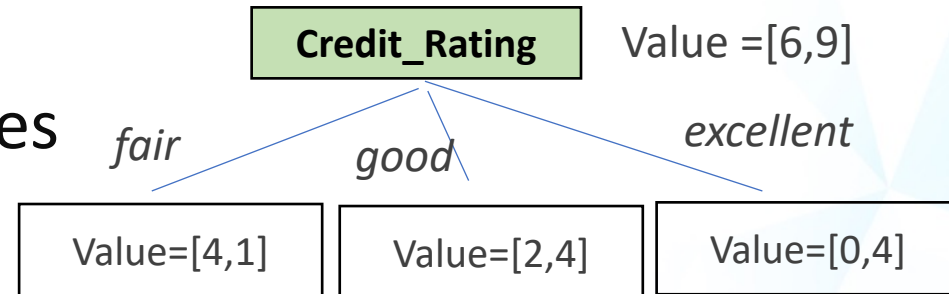 Credit_Rating
Value =[6,9]
es
fair
good
excellent
Value=[4,1]
Value=[2,4]
Value=[0,4]